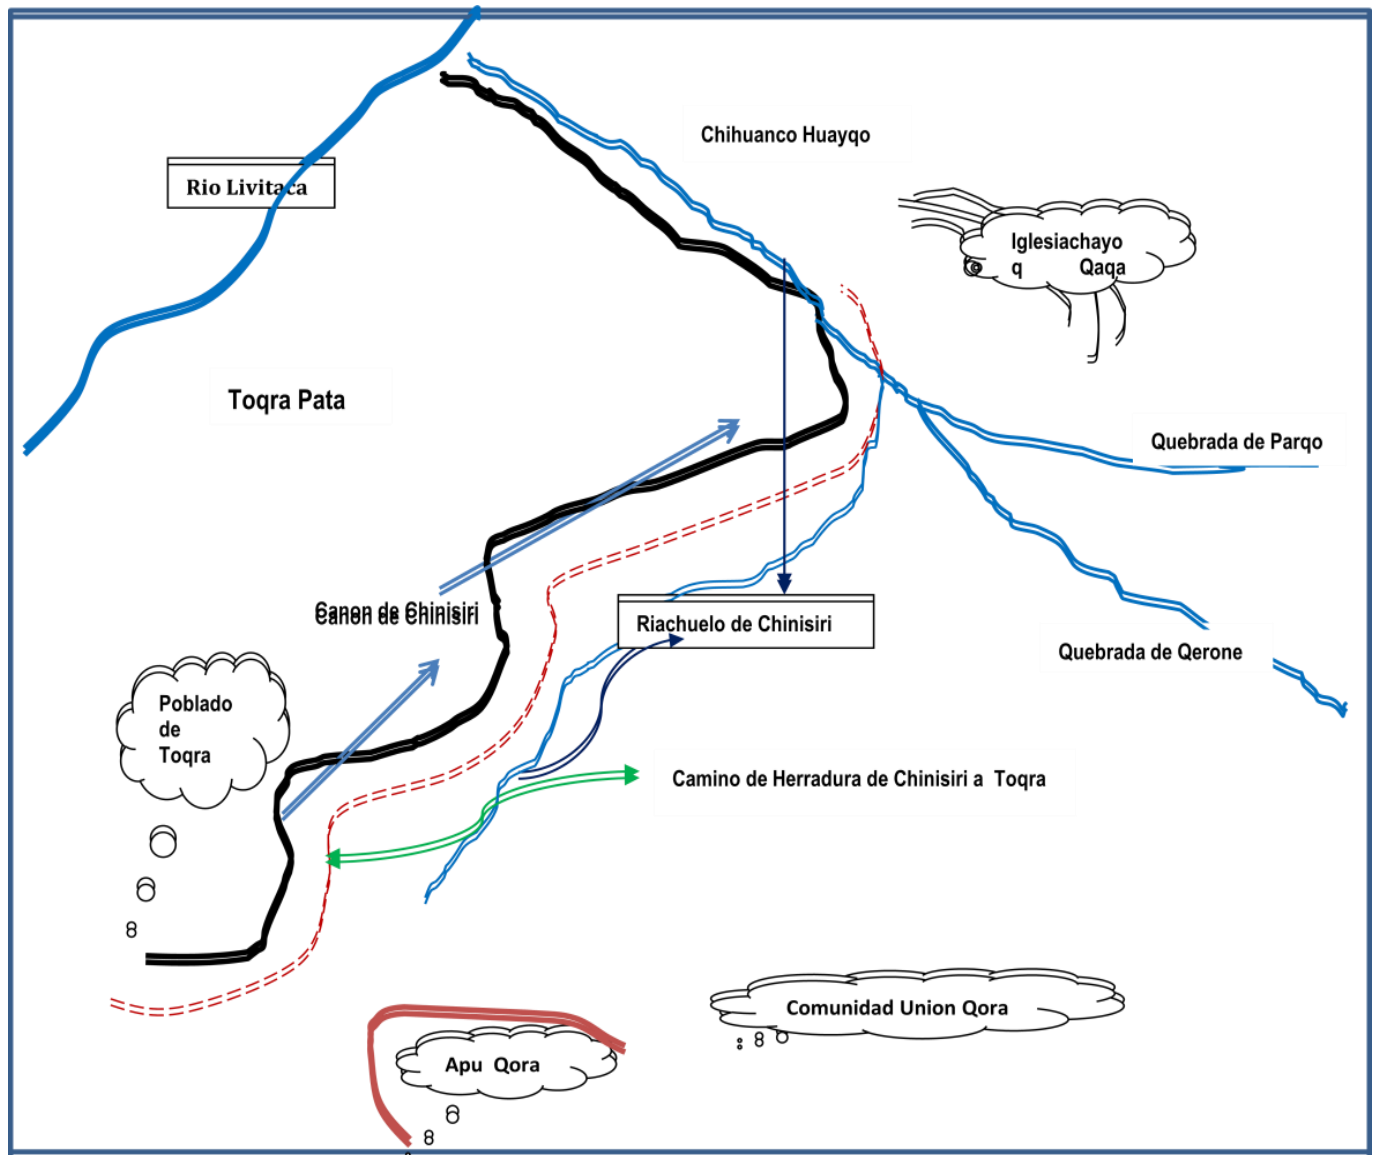 Chihuanco Huayqo
Rio Livitaca
Iglesiachayo
q Qaqa
Toqra Pata
Quebrada de Parqo
Canon de Chinisiri
Riachuelo de Chinisiri
Quebrada de Qerone
Poblado
de
Toqra
Camino de Herradura de Chinisiri a Toqra
Comunidad Union Qora
Apu Qora